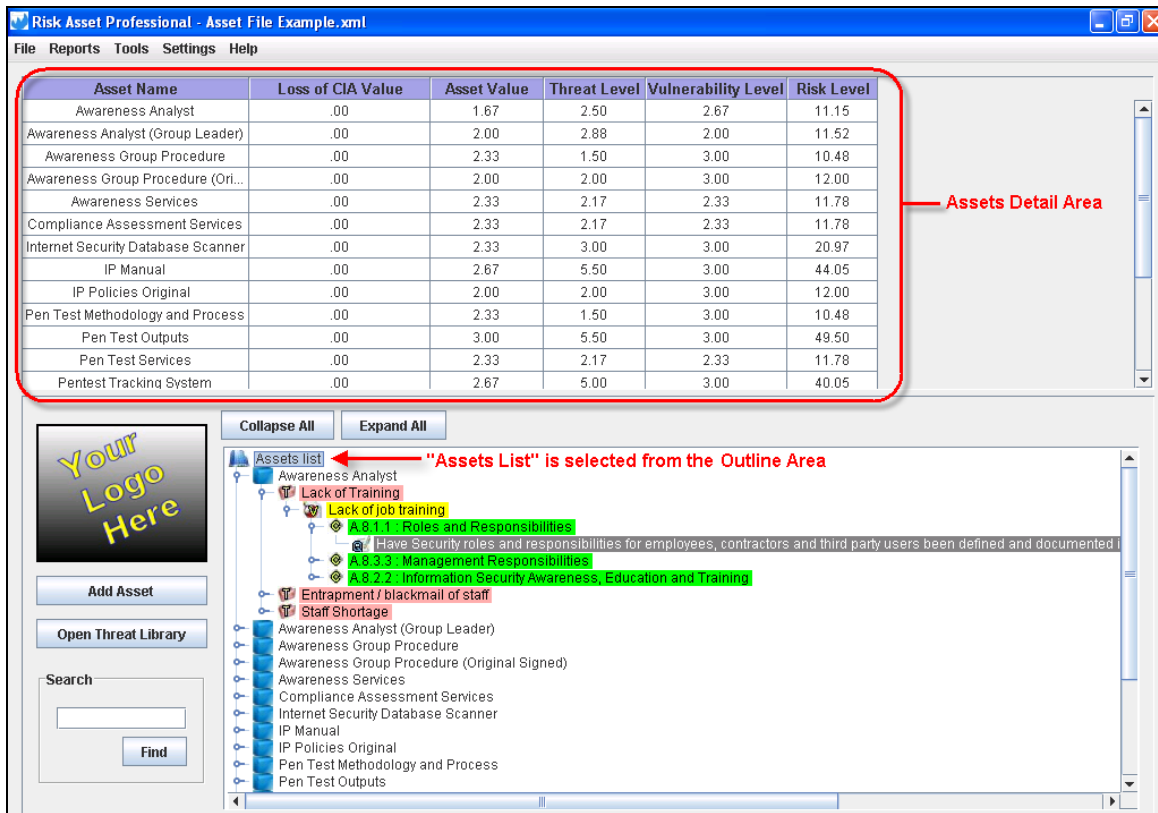 Risk Asset Professional - Asset File Example.xml
File Reports Tools Settings Help
Asset Name Loss of CIA Value Asset Value Threat Level Vulnerability Level Risk Level
Awareness Analyst .00 1.67 2.50 2.67 11.15
Awareness Analyst (Group Leader) .00 2.00 2.88 2.00 11.52
Awareness Group Procedure .00 2.33 1.50 3.00 10.48
Awareness Group Procedure (Ori... .00 2.00 2.00 3.00 12.00
Awareness Services .00 2.33 2.17 2.33 11.78
Compliance Assessment Services .00 2.33 2.17 2.33 11.78
Internet Security Database Scanner .00 2.33 3.00 3.00 20.97
IP Manual .00 2.67 5.50 3.00 44.05
IP Policies Original .00 2.00 2.00 3.00 12.00
Pen Test Methodology and Process .00 2.33 1.50 3.00 10.48
Pen Test Outputs .00 3.00 5.50 3.00 49.50
Pen Test Services .00 2.33 2.17 2.33 11.78
Pentest Tracking System .00 2.67 5.00 3.00 40.05
Assets Detail Area
Your
Logo
Here
Add Asset
Open Threat Library
Search
Find
Collapse All Expand All
Assets list "Assets List" is selected from the Outline Area
Awareness Analyst
Lack of Training
Lack of job training
A.8.1.1 : Roles and Responsibilities
Have Security roles and responsibilities for employees, contractors and third party users been defined and documented i
A.8.3.3 : Management Responsibilities
A.8.2.2 : Information Security Awareness, Education and Training
Entrapment / blackmail of staff
Staff Shortage
Awareness Analyst (Group Leader)
Awareness Group Procedure
Awareness Group Procedure (Original Signed)
Awareness Services
Compliance Assessment Services
Internet Security Database Scanner
IP Manual
IP Policies Original
Pen Test Methodology and Process
Pen Test Outputs